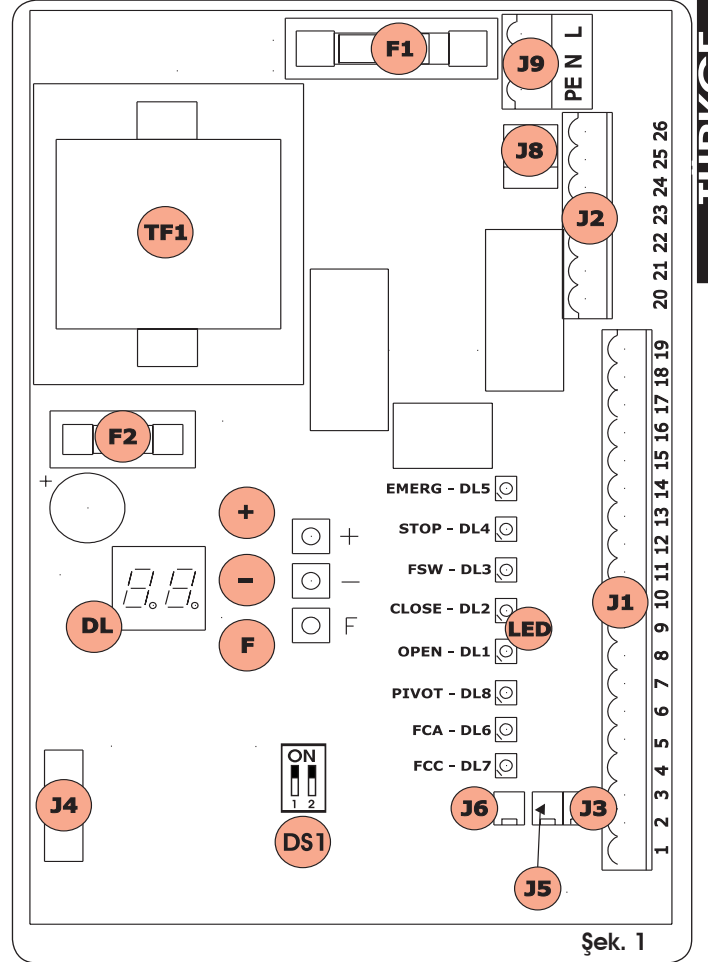 F1
J9
PE N L
TÜRKÇE
J8
J2
20 21 22 23 24 25 26
TF1
F2
+
EMERG - DL5
STOP - DL4
FSW - DL3
CLOSE - DL2
OPEN - DL1
PIVOT - DL8
FCA - DL6
FCC - DL7
LED
+
-
F
+
-
F
8.8.
DL
J1
1 2 3 4 5 6 7 8 9 10 11 12 13 14 15 16 17 18 19
ON
1 2
DS1
J4
J6
J3
J5
Şek. 1